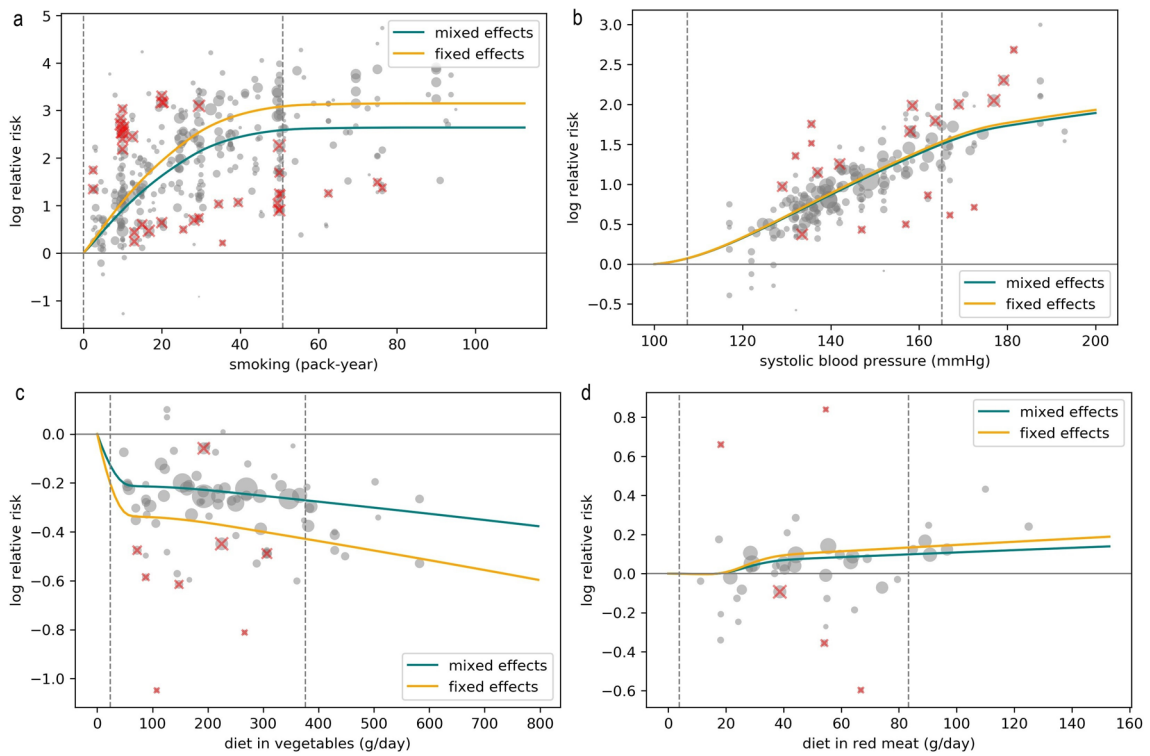 a
5
4
3
2
1
0
−1
0 20 40 60 80 100
log relative risk
smoking (pack-year)
mixed effects
fixed effects
b
3.0
2.5
2.0
1.5
1.0
0.5
0.0
−0.5
100 120 140 160 180 200
log relative risk
systolic blood pressure (mmHg)
mixed effects
fixed effects
c
0.0
−0.2
−0.4
−0.6
−0.8
−1.0
0 100 200 300 400 500 600 700 800
log relative risk
diet in vegetables (g/day)
mixed effects
fixed effects
d
0.8
0.6
0.4
0.2
0.0
−0.2
−0.4
−0.6
0 20 40 60 80 100 120 140 160
log relative risk
diet in red meat (g/day)
mixed effects
fixed effects